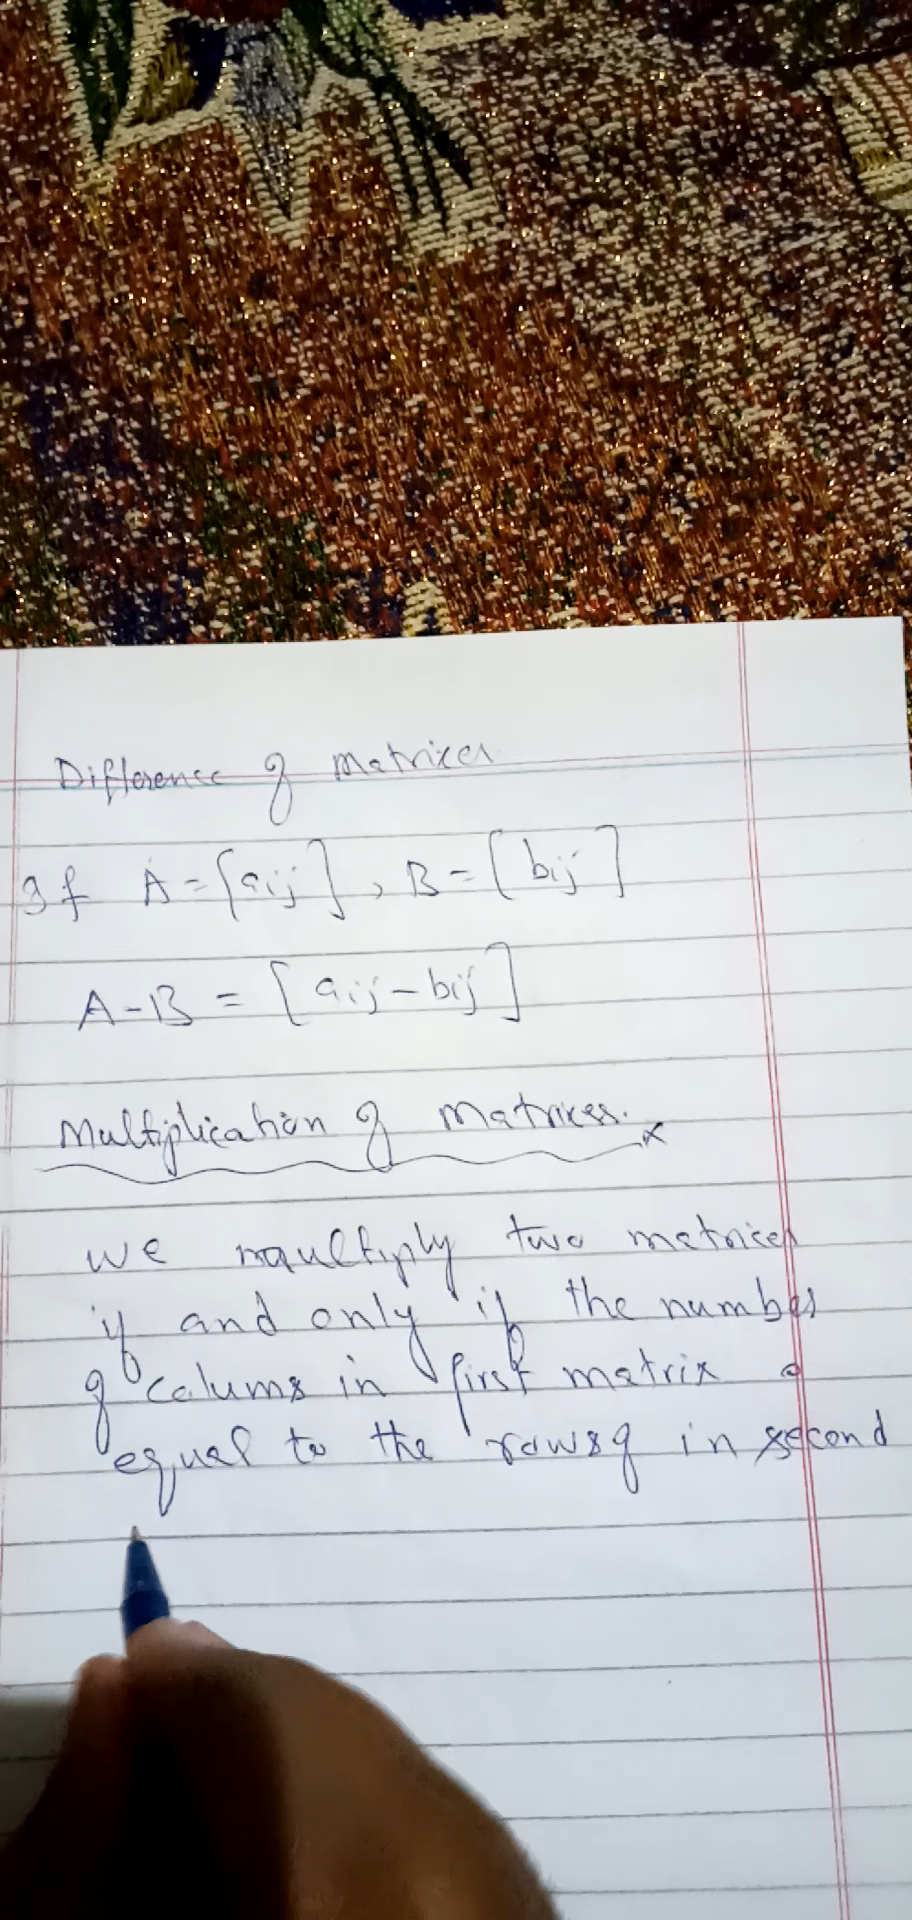 Difference of matrices
If A = [aij], B = [bij]
A-B = [aij-bij]
Multiplication of Matrices.
we multiply two matrices
if and only if the number
of colums in first matrix
equal to the rows in second